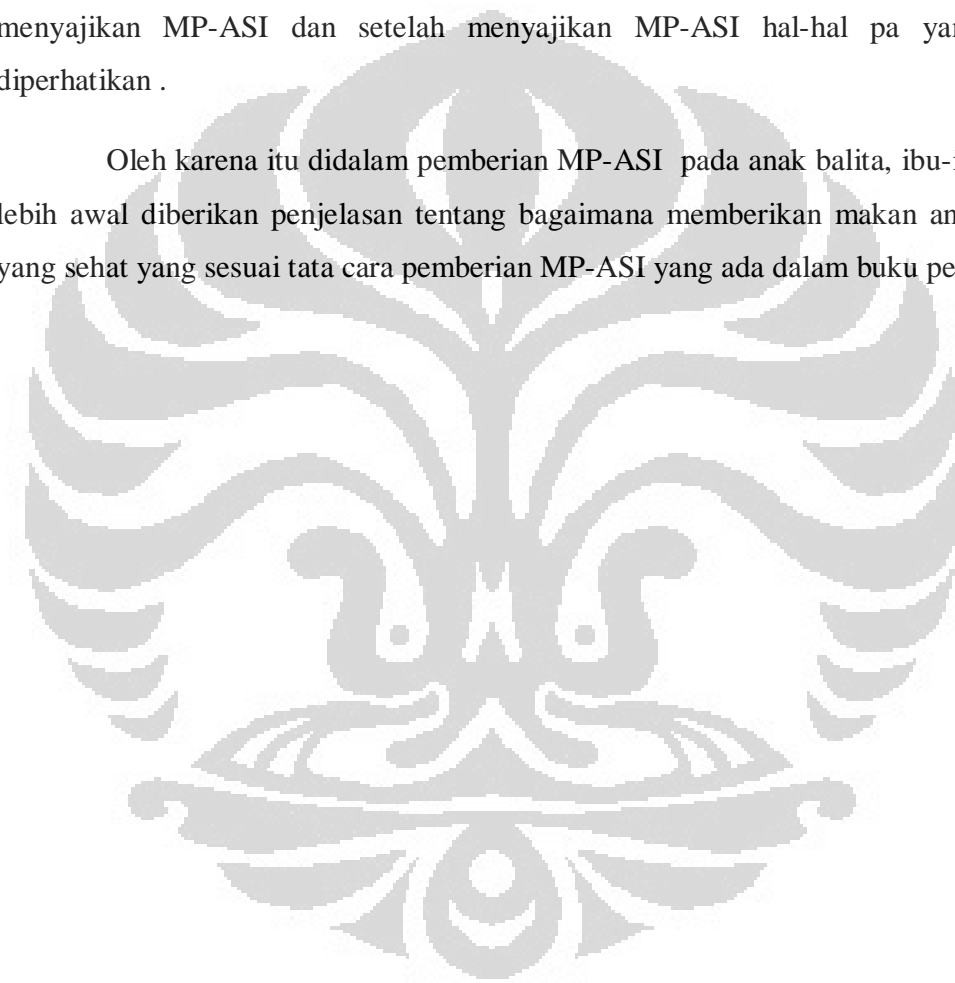 menyajikan MP-ASI dan setelah menyajikan MP-ASI hal-hal pa
diperhatikan .
Oleh karena itu didalam pemberian MP-ASI pada anak balita,
lebih awal diberikan penjelasan tentang bagaimana memberikan makan
yang sehat yang sesuai tata cara pemberian MP-ASI yang ada dalam buku